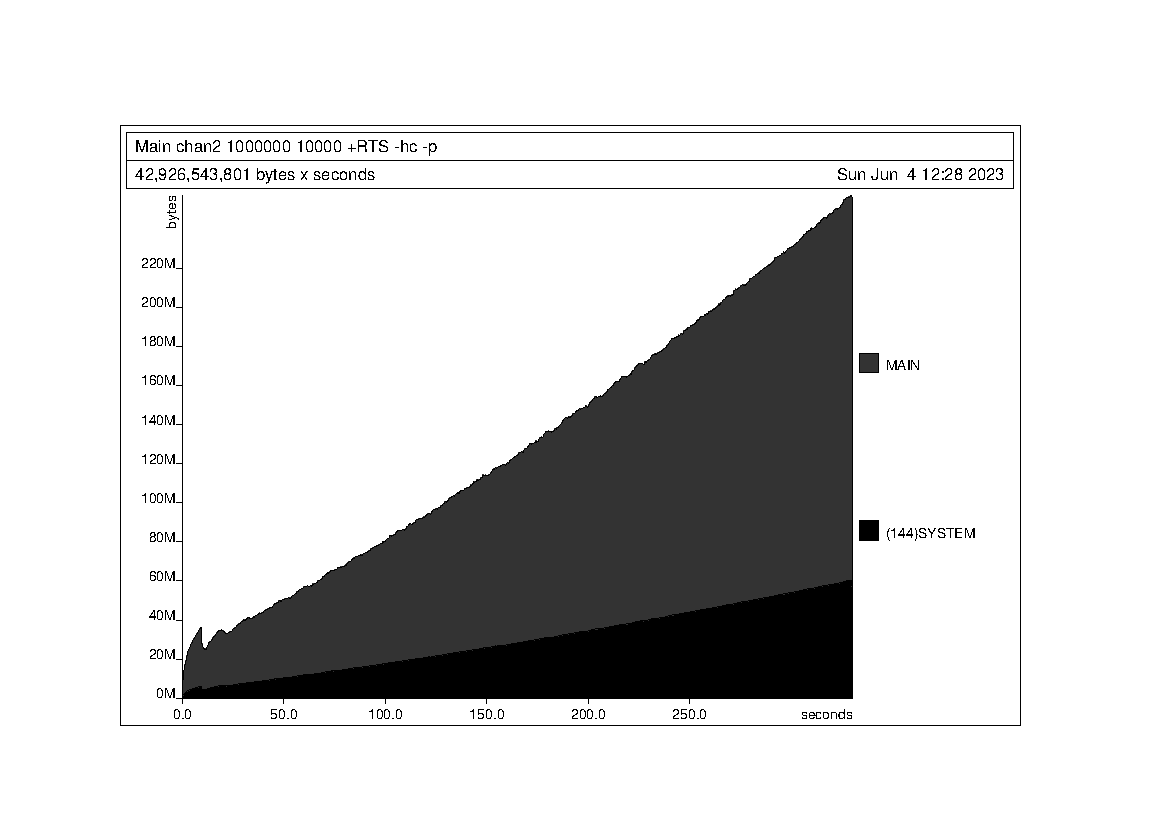 Main chan2 1000000 10000 +RTS -hc -p
42,926,543,801 bytes x seconds
Sun Jun 4 12:28 2023
bytes
220M
200M
180M
160M
140M
120M
100M
80M
60M
40M
20M
0M
MAIN
(144)SYSTEM
0.0 50.0 100.0 150.0 200.0 250.0 seconds